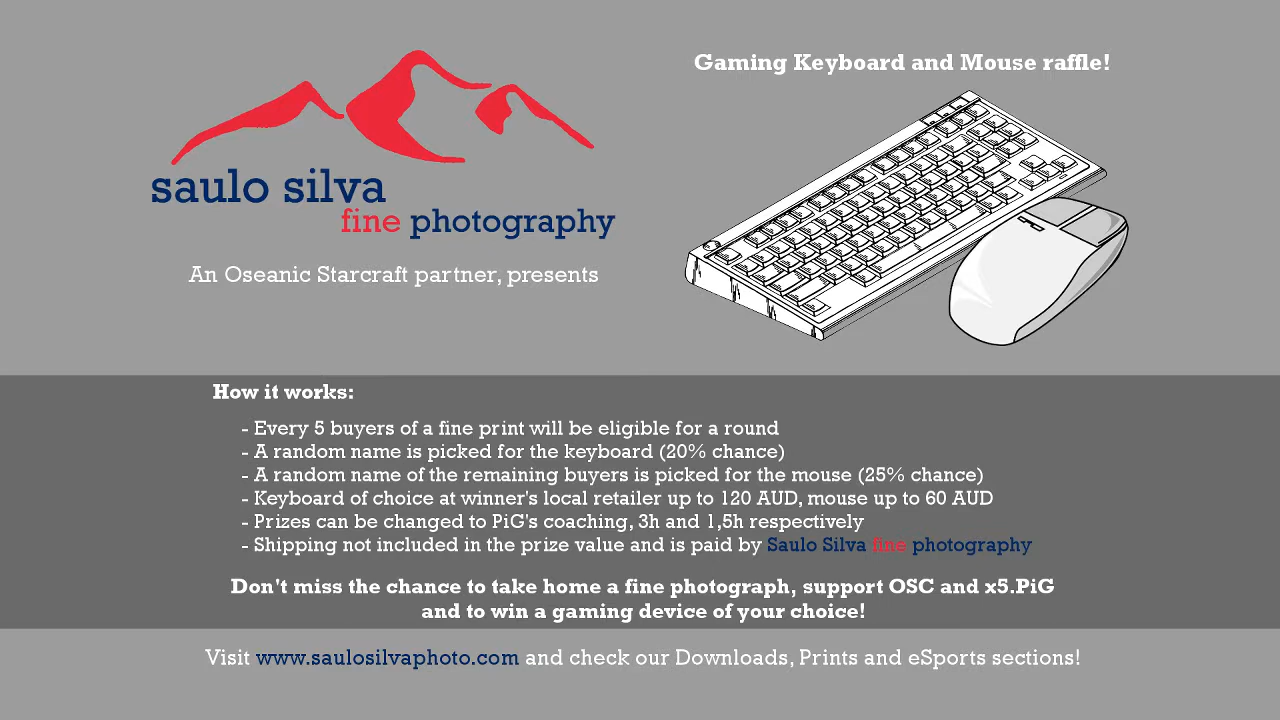 saulo silva
fine photography
An Oseanic Starcraft partner, presents
Gaming Keyboard and Mouse raffle!
How it works:
- Every 5 buyers of a fine print will be eligible for a round
- A random name is picked for the keyboard (20% chance)
- A random name of the remaining buyers is picked for the mouse (25% chance)
- Keyboard of choice at winner's local retailer up to 120 AUD, mouse up to 60 AUD
- Prizes can be changed to PiG's coaching, 3h and 1,5h respectively
- Shipping not included in the prize value and is paid by Saulo Silva fine photography
Don't miss the chance to take home a fine photograph, support OSC and x5.PiG
and to win a gaming device of your choice!
Visit www.saulosilvaphoto.com and check our Downloads, Prints and eSports sections!